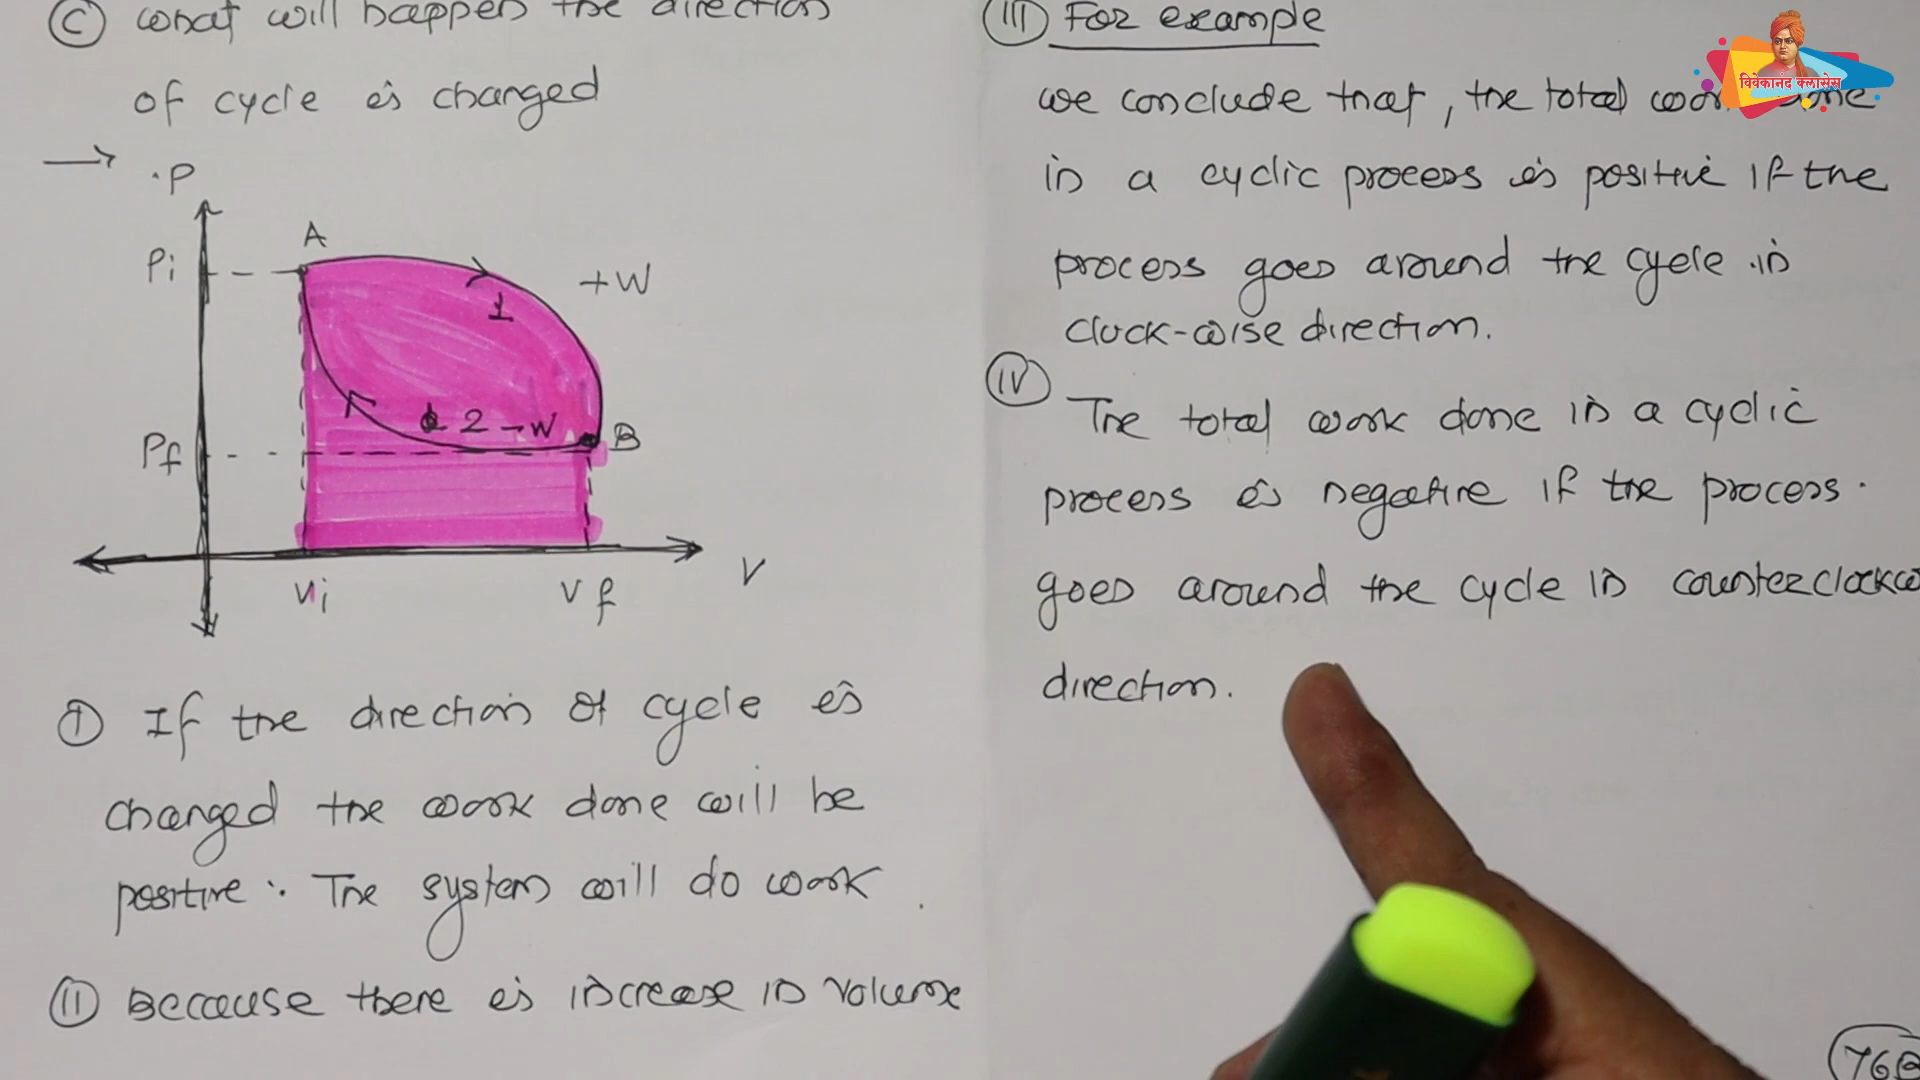 Ⓒ What will happen the direction
of cycle is changed
→
P
A
Pi
+W
1
2 -W
B
Pf
Vi
Vf
V
Ⓘ If the direction of cycle is
changed the work done will be
positive ∵ The system will do work.
Ⅱ Because there is increase in volume
Ⅲ For example
we conclude that, the total work done
in a cyclic process is positive if the
process goes around the cycle in
clock-wise direction.
Ⅳ The total work done in a cyclic
process is negative if the process.
goes around the cycle in counterclockw
direction.
विवेकानंद क्लासेस